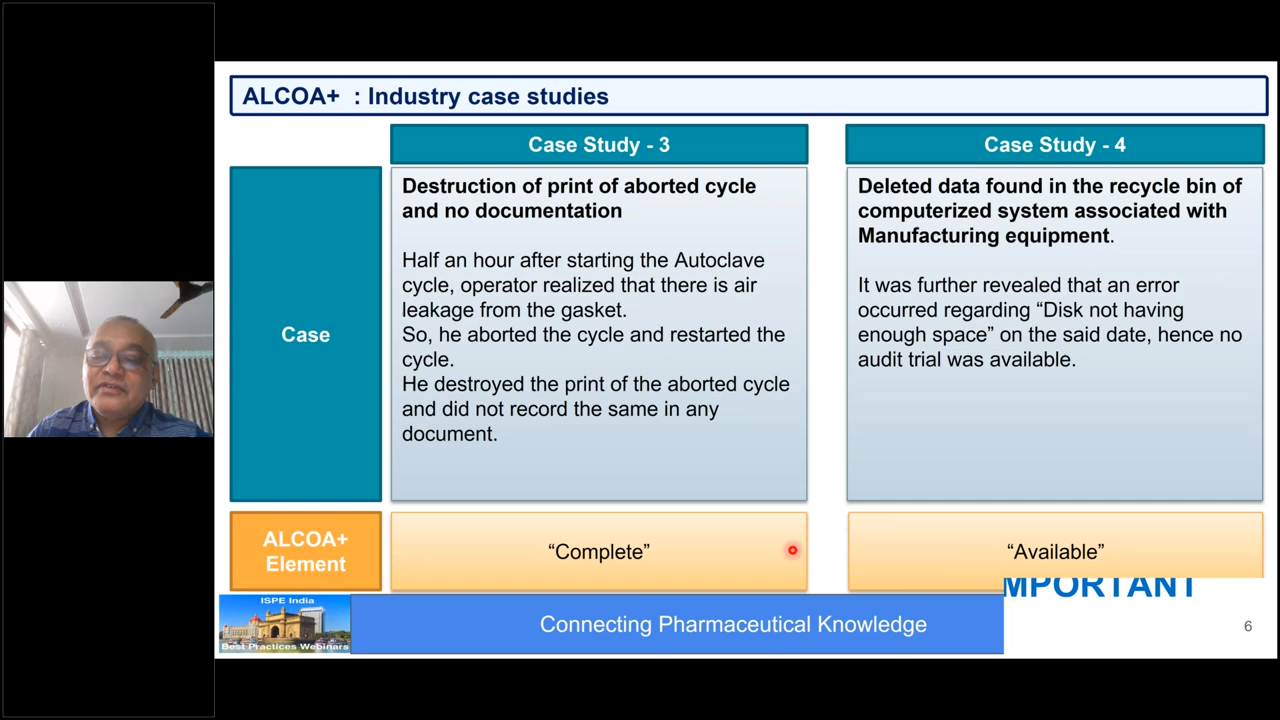 ALCOA+ : Industry case studies
Case Study - 3
Case Study - 4
Case
Destruction of print of aborted cycle
and no documentation
Half an hour after starting the Autoclave
cycle, operator realized that there is air
leakage from the gasket.
So, he aborted the cycle and restarted the
cycle.
He destroyed the print of the aborted cycle
and did not record the same in any
document.
Deleted data found in the recycle bin of
computerized system associated with
Manufacturing equipment.
It was further revealed that an error
occurred regarding “Disk not having
enough space” on the said date, hence no
audit trial was available.
ALCOA+
Element
“Complete”
“Available”
MPORTANT
ISPE India
Best Practices Webinars
Connecting Pharmaceutical Knowledge
6